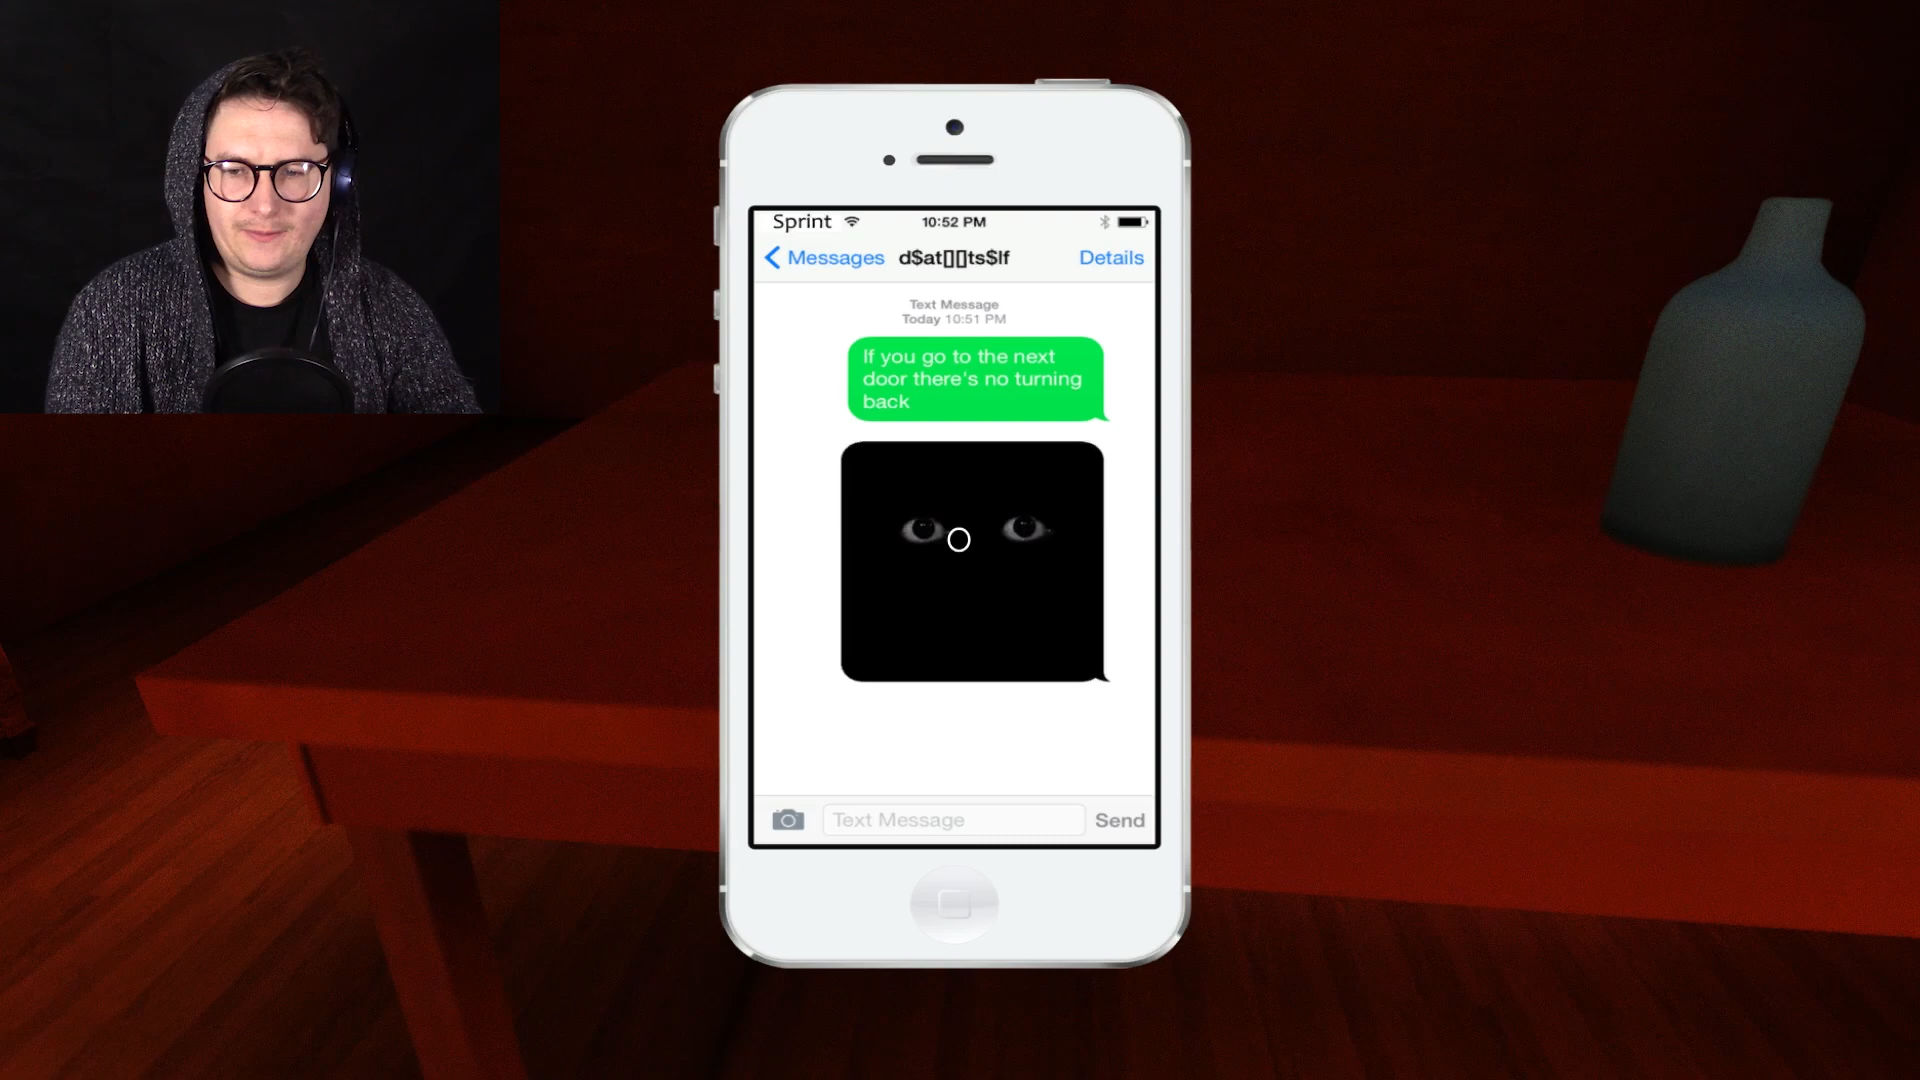 Sprint 10:52 PM
Messages d$at[][]ts$lf Details
Text Message
Today 10:51 PM
If you go to the next
door there's no turning
back
Text Message Send